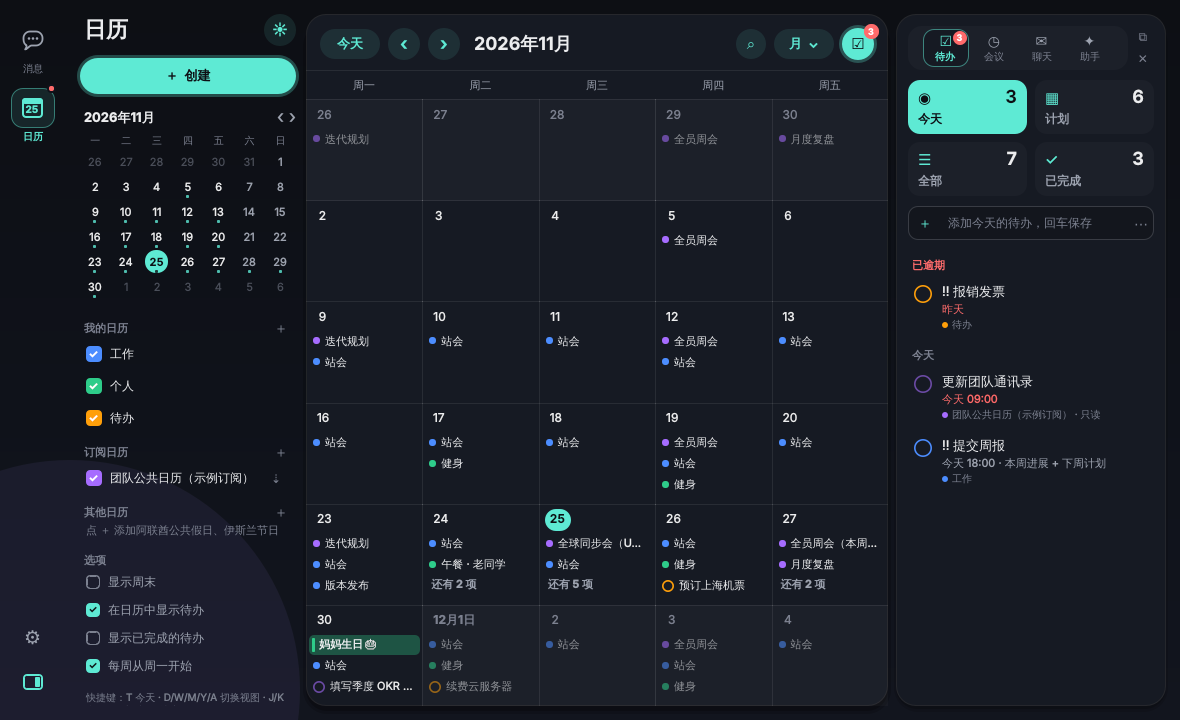 消息
25
日历
日历
+ 创建
2026年11月
一 二 三 四 五 六 日
26 27 28 29 30 31 1
2 3 4 5 6 7 8
9 10 11 12 13 14 15
16 17 18 19 20 21 22
23 24 25 26 27 28 29
30 1 2 3 4 5 6
我的日历 +
工作
个人
待办
订阅日历 +
团队公共日历（示例订阅） ↓
其他日历 +
点 + 添加阿联酋公共假日、伊斯兰节日
选项
显示周末
在日历中显示待办
显示已完成的待办
每周从周一开始
快捷键：T 今天 · D/W/M/Y/A 切换视图 · J/K
今天 ‹ › 2026年11月
月
3
周一 周二 周三 周四 周五
26 27 28 29 30
迭代规划 全员周会 月度复盘
2 3 4 5 6
全员周会
9 10 11 12 13
迭代规划 站会 站会 全员周会 站会
站会 站会
16 17 18 19 20
站会 站会 站会 全员周会 站会
健身 站会
健身
23 24 25 26 27
迭代规划 站会 全球同步会（U... 站会 全员周会（本周...
站会 午餐 · 老同学 站会 健身 月度复盘
版本发布 还有 2 项 还有 5 项 预订上海机票 还有 2 项
30 12月1日 2 3 4
妈妈生日🎂 站会 站会 全员周会 站会
站会 健身 站会
填写季度 OKR ... 续费云服务器 健身
3
待办 会议 聊天 助手
3
今天
6
计划
7
全部
3
已完成
+ 添加今天的待办，回车保存 ···
已逾期
!! 报销发票
昨天
待办
今天
更新团队通讯录
今天 09:00
团队公共日历（示例订阅） · 只读
!! 提交周报
今天 18:00 · 本周进展 + 下周计划
工作